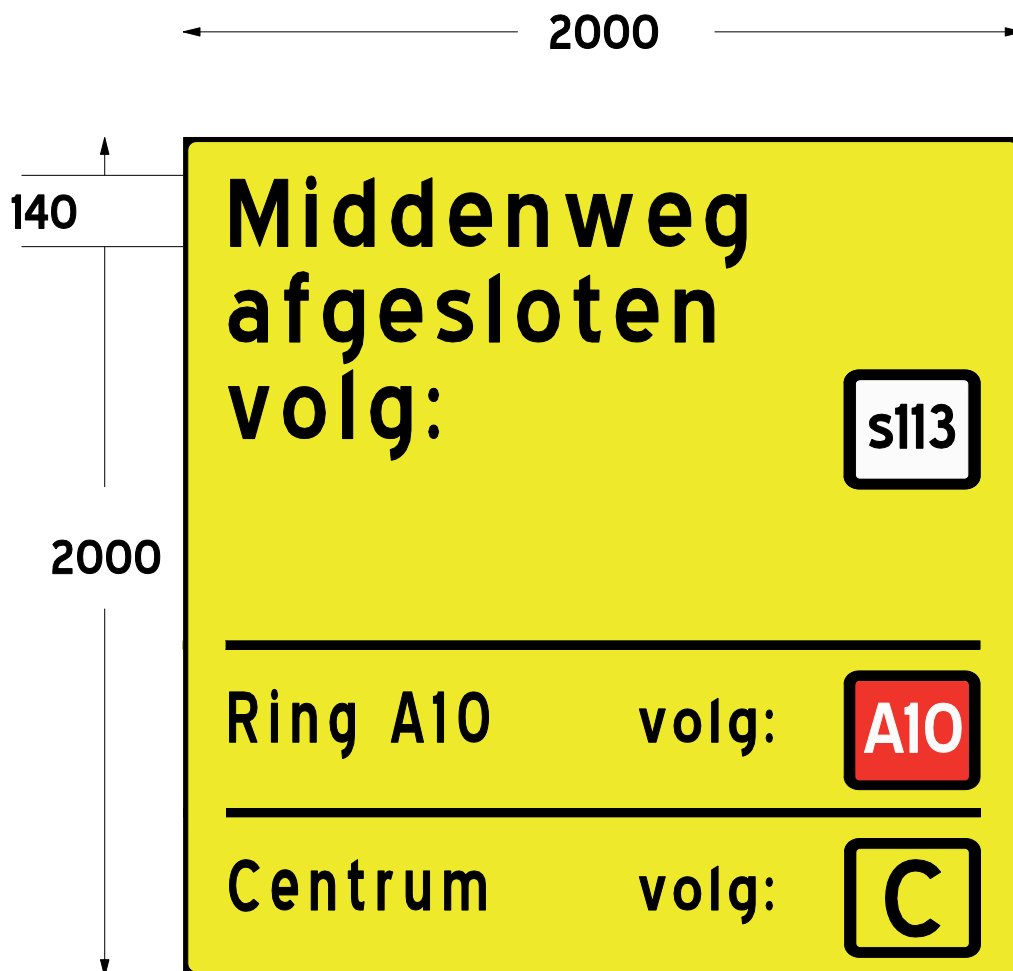 2000
140
Middenweg
afgesloten
volg:
s113
2000
Ring A10 volg: A10
Centrum volg: C